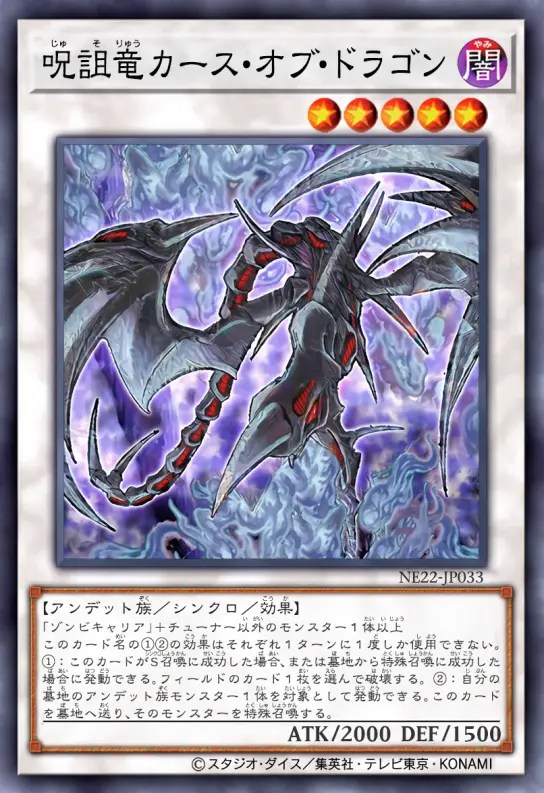 呪詛竜カース・オブ・ドラゴン
闇
NE22-JP033
【アンデット族／シンクロ／効果】
「ゾンビキャリア」＋チューナー以外のモンスター１体以上
このカード名の①②の効果はそれぞれ１ターンに１度しか使用できない。
①：このカードがS召喚に成功した場合、または墓地から特殊召喚に成功した
場合に発動できる。フィールドのカード１枚を選んで破壊する。②：自分の
墓地のアンデット族モンスター１体を対象として発動できる。このカード
を墓地へ送り、そのモンスターを特殊召喚する。
ATK/2000 DEF/1500
©スタジオ・ダイス／集英社・テレビ東京・KONAMI